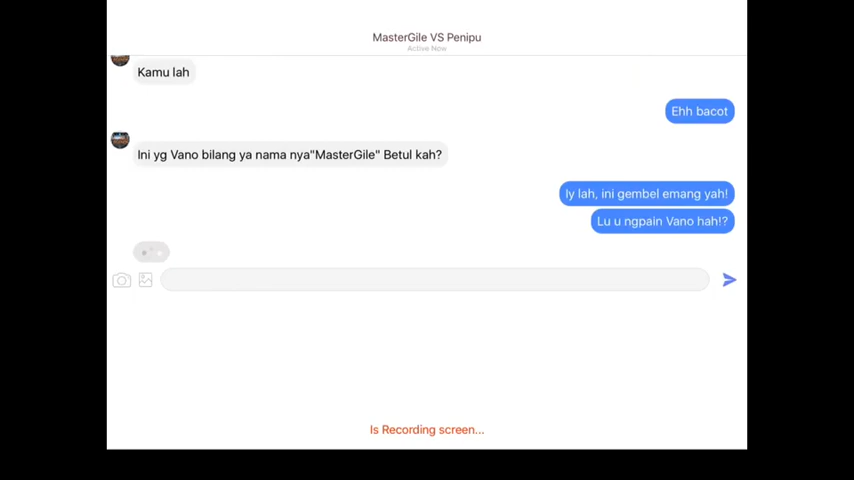 MasterGile VS Penipu
Active Now
Kamu lah
Ehh bacot
Ini yg Vano bilang ya nama nya"MasterGile" Betul kah?
Iy lah, ini gembel emang yah!
Lu u ngpain Vano hah!?
Is Recording screen...